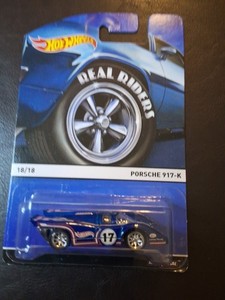 Hot Wheels
REAL RIDERS
18/18
PORSCHE 917-K
17